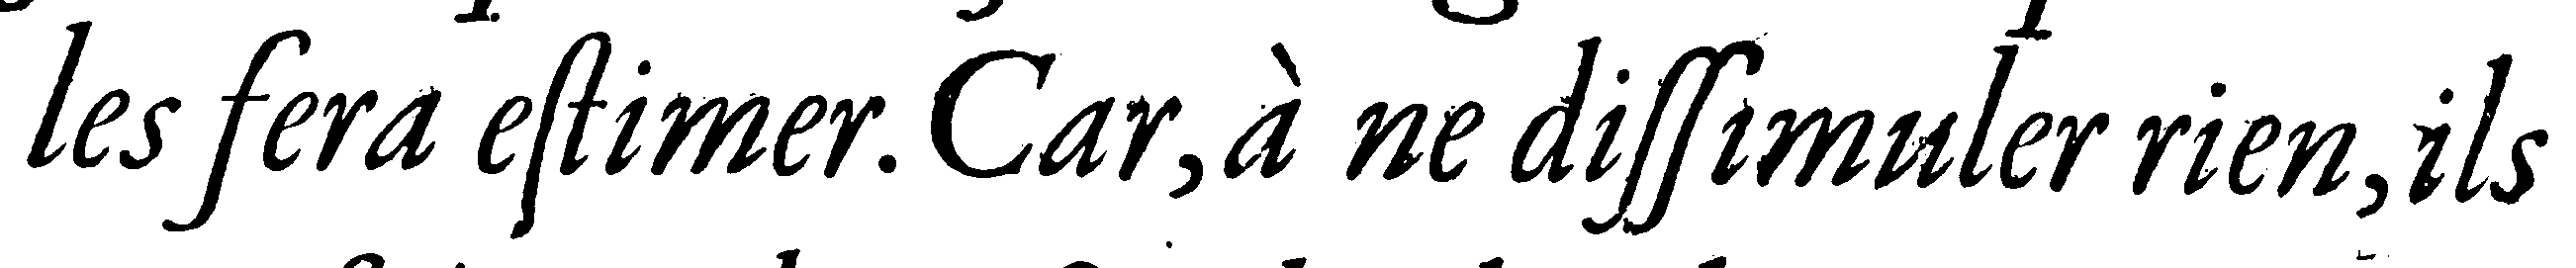 les fera eſtimer. Car, à ne diſſimuler rien, ils